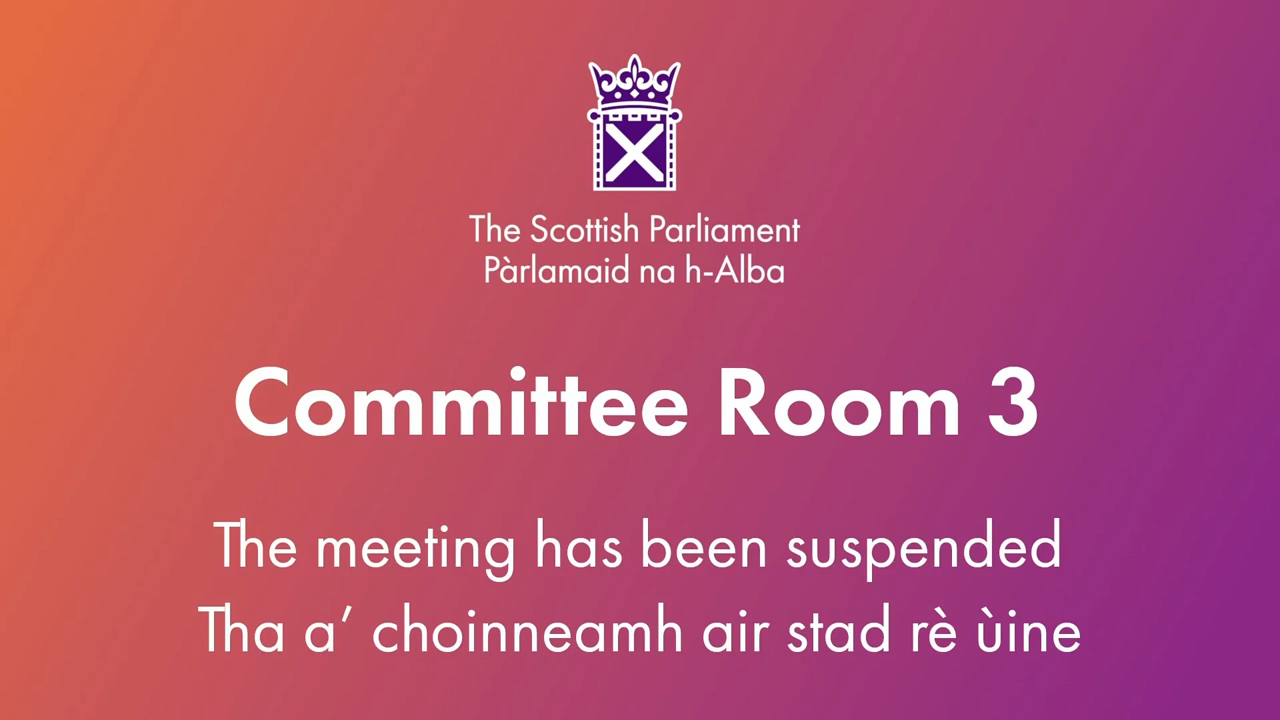 The Scottish Parliament
Pàrlamaid na h-Alba
Committee Room 3
The meeting has been suspended
Tha a’ choinneamh air stad rè ùine